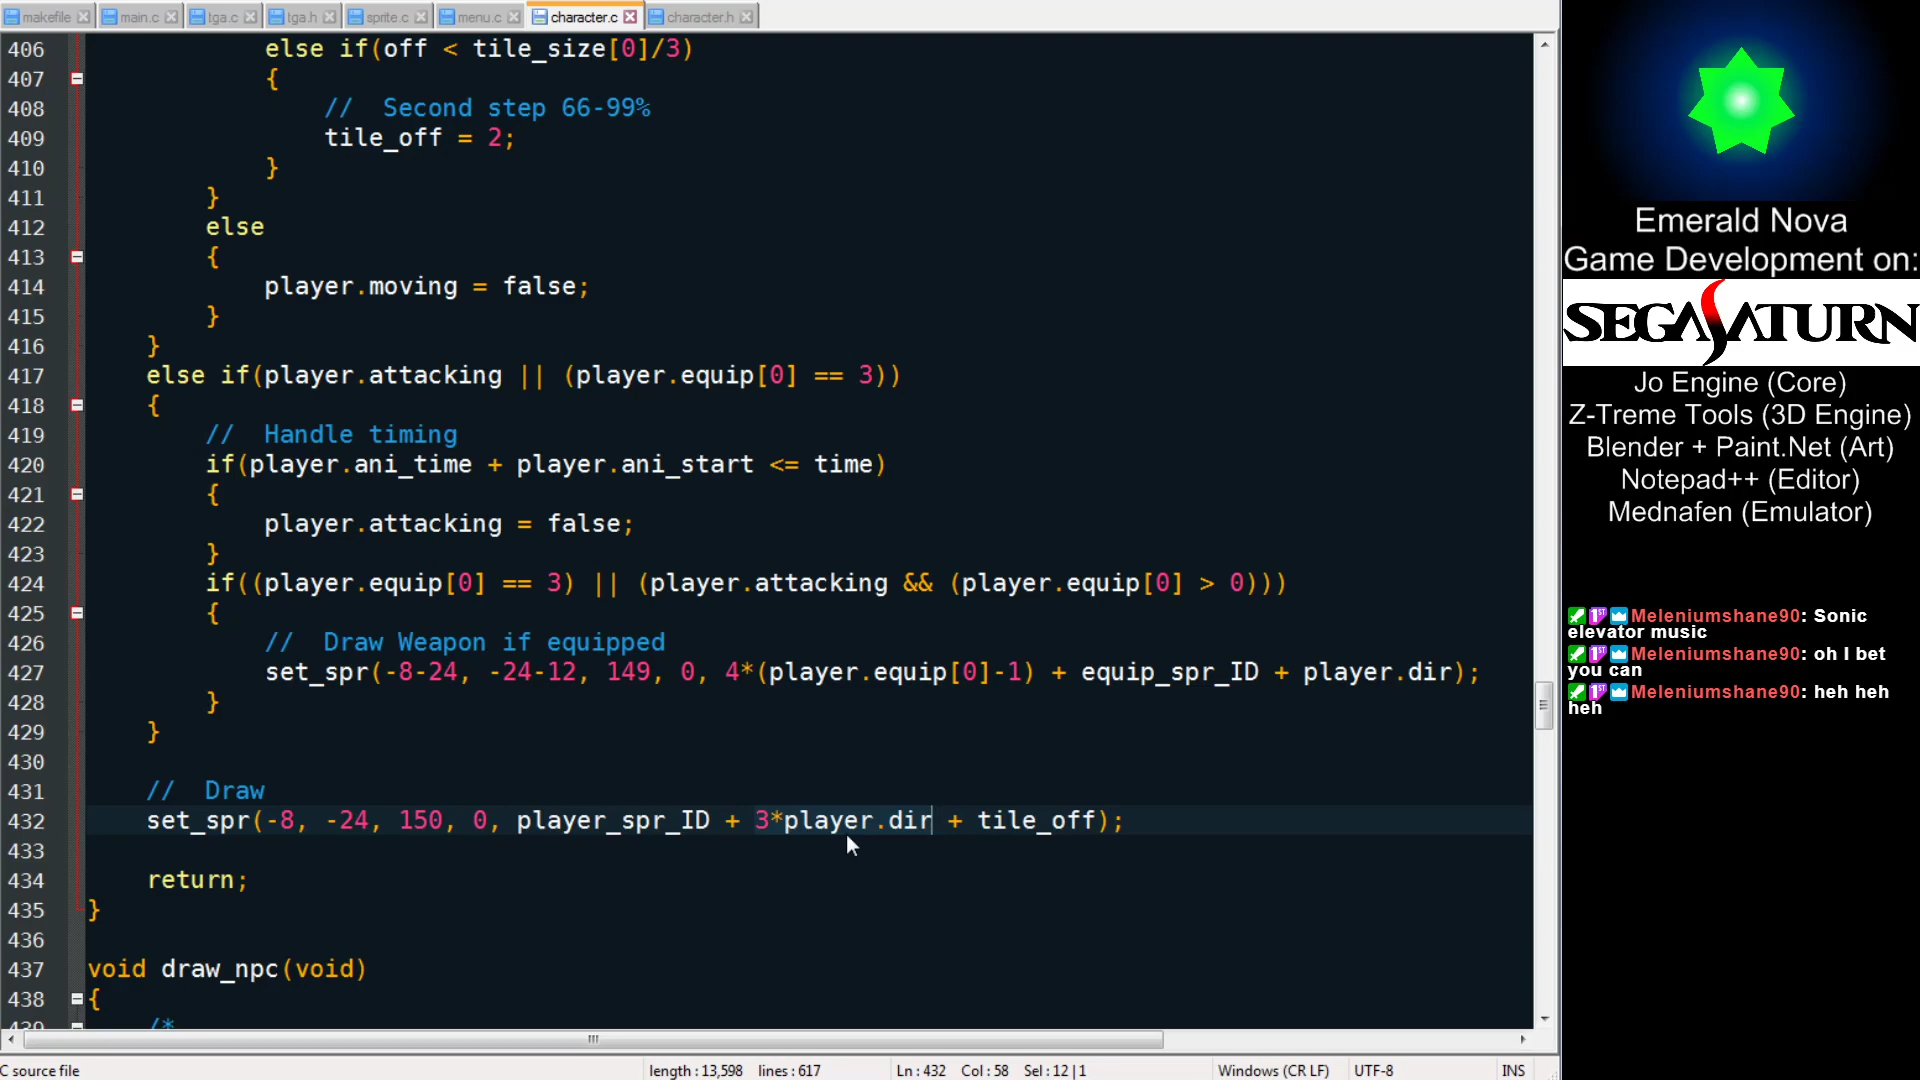 makefile main.c tga.c tga.h sprite.c menu.c character.c character.h
406 else if(off < tile_size[0]/3)
407 {
408 // Second step 66-99%
409 tile_off = 2;
410 }
411 }
412 else
413 {
414 player.moving = false;
415 }
416 }
417 else if(player.attacking || (player.equip[0] == 3))
418 {
419 // Handle timing
420 if(player.ani_time + player.ani_start <= time)
421 {
422 player.attacking = false;
423 }
424 if((player.equip[0] == 3) || (player.attacking && (player.equip[0] > 0)))
425 {
426 // Draw Weapon if equipped
427 set_spr(-8-24, -24-12, 149, 0, 4*(player.equip[0]-1) + equip_spr_ID + player.dir);
428 }
429 }
430
431 // Draw
432 set_spr(-8, -24, 150, 0, player_spr_ID + 3*player.dir + tile_off);
433
434 return;
435 }
436
437 void draw_npc(void)
438 {
439 /*
C source file length : 13,598 lines : 617 Ln : 432 Col : 58 Sel : 12 | 1 Windows (CR LF) UTF-8 INS
Emerald Nova
Game Development on:
SEGA SATURN
Jo Engine (Core)
Z-Treme Tools (3D Engine)
Blender + Paint.Net (Art)
Notepad++ (Editor)
Mednafen (Emulator)
1ST Meleniumshane90: Sonic
elevator music
1ST Meleniumshane90: oh I bet
you can
1ST Meleniumshane90: heh heh
heh